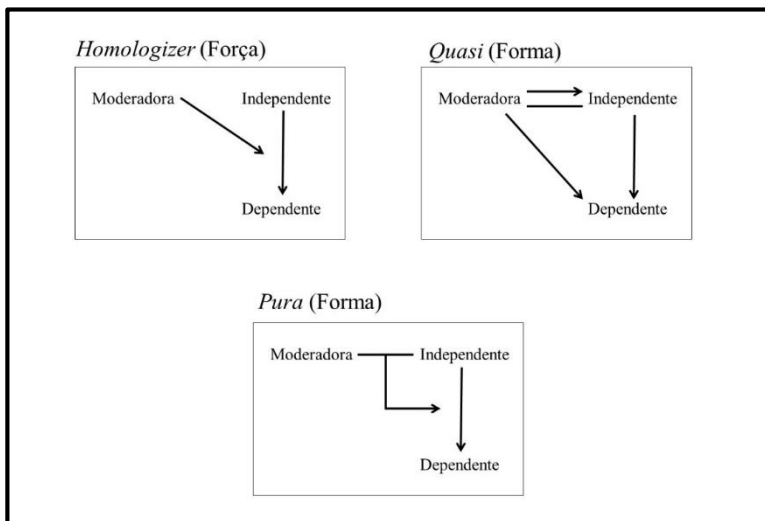 Homologizer (Força)
Moderadora
Independente
Dependente
Quasi (Forma)
Moderadora
Independente
Dependente
Pura (Forma)
Moderadora
Independente
Dependente